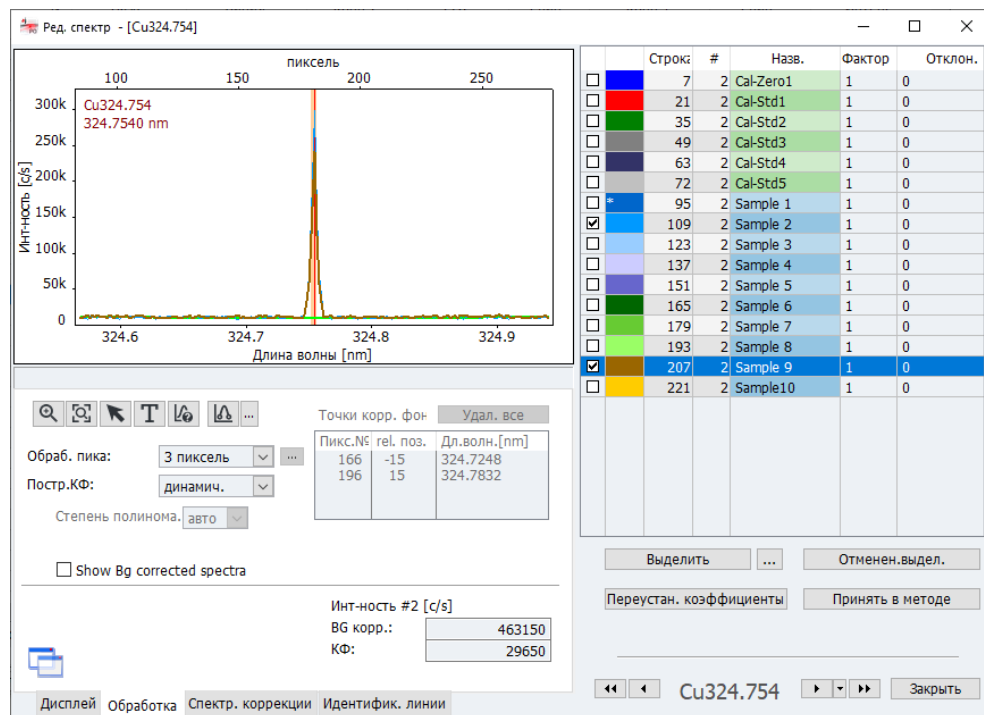 Ред. спектр - [Cu324.754]
пиксель
100 150 200 250
Cu324.754
324.7540 nm
300k
250k
200k
150k
100k
50k
0
Инт-ность [c/s]
324.6 324.7 324.8 324.9
Длина волны [nm]
Точки корр. фон Удал. все
Пикс.№ rel. поз. Дл.волн.[nm]
166 -15 324.7248
196 15 324.7832
Обраб. пика: 3 пиксель ...
Постр.КФ: динамич.
Степень полинома. авто
Show Bg corrected spectra
Инт-ность #2 [c/s]
BG корр.: 463150
КФ: 29650
Дисплей Обработка Спектр. коррекции Идентифик. линии
Строка # Назв. Фактор Отклон.
7 2 Cal-Zero1 1 0
21 2 Cal-Std1 1 0
35 2 Cal-Std2 1 0
49 2 Cal-Std3 1 0
63 2 Cal-Std4 1 0
72 2 Cal-Std5 1 0
* 95 2 Sample 1 1 0
109 2 Sample 2 1 0
123 2 Sample 3 1 0
137 2 Sample 4 1 0
151 2 Sample 5 1 0
165 2 Sample 6 1 0
179 2 Sample 7 1 0
193 2 Sample 8 1 0
207 2 Sample 9 1 0
221 2 Sample10 1 0
Выделить ... Отменен.выдел.
Переустан. коэффициенты Принять в методе
Cu324.754 Закрыть